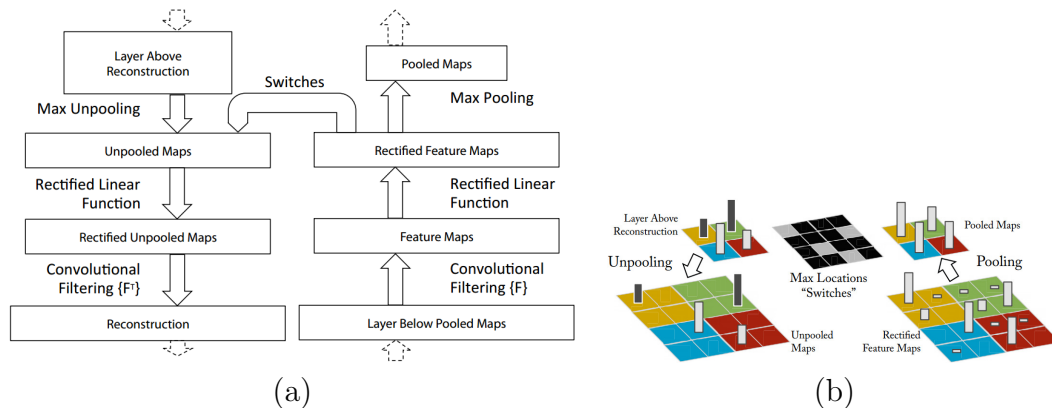 Layer Above
Reconstruction
Max Unpooling
Unpooled Maps
Rectified Linear
Function
Rectified Unpooled Maps
Convolutional
Filtering {Fᵀ}
Reconstruction
Switches
Pooled Maps
Max Pooling
Rectified Feature Maps
Rectified Linear
Function
Feature Maps
Convolutional
Filtering {F}
Layer Below Pooled Maps
(a)
Layer Above
Reconstruction
Unpooling
Unpooled
Maps
Max Locations
"Switches"
Pooled Maps
Pooling
Rectified
Feature Maps
(b)